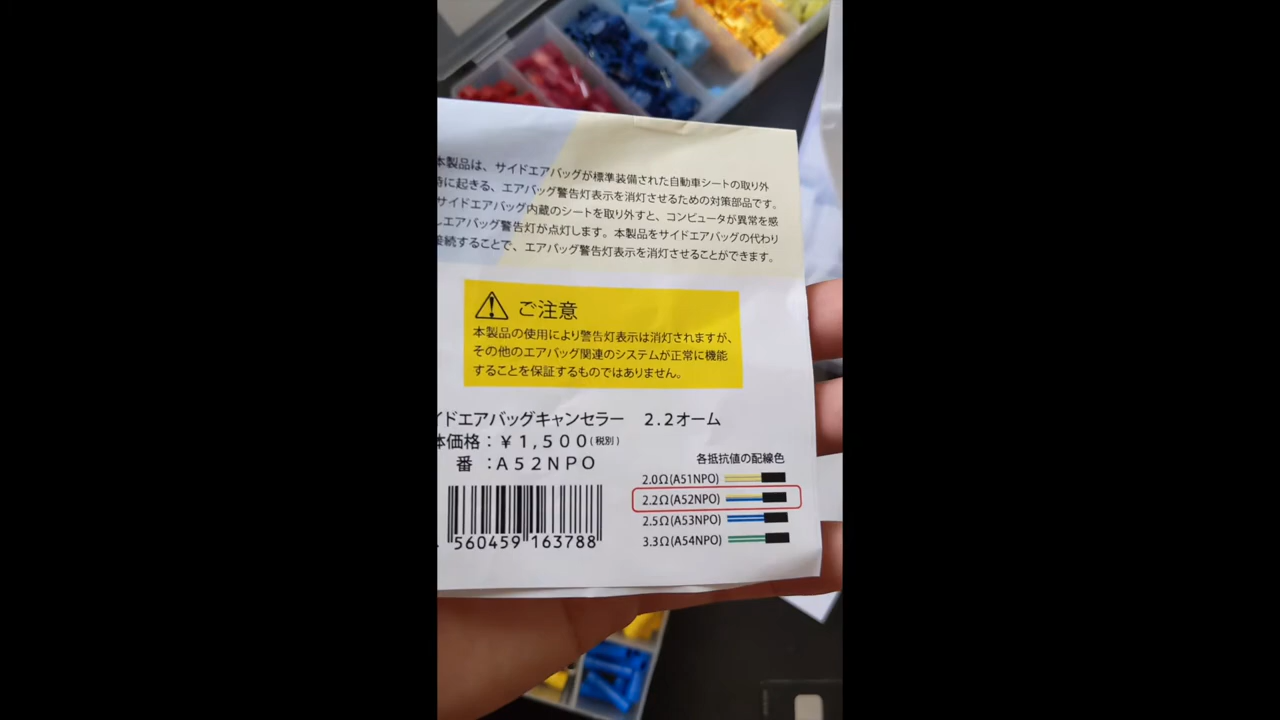 本製品は、サイドエアバッグが標準装備された自動車シートの取り外
時に起きる、エアバッグ警告灯表示を消灯させるための対策部品です。
サイドエアバッグ内蔵のシートを取り外すと、コンピュータが異常を感
しエアバッグ警告灯が点灯します。本製品をサイドエアバッグの代わり
接続することで、エアバッグ警告灯表示を消灯させることができます。
ご注意
本製品の使用により警告灯表示は消灯されますが、
その他のエアバッグ関連のシステムが正常に機能
することを保証するものではありません。
イドエアバッグキャンセラー 2.2オーム
体価格:¥1,500(税別)
番 :A52NPO
560459 163788
各抵抗値の配線色
2.0Ω(A51NPO)
2.2Ω(A52NPO)
2.5Ω(A53NPO)
3.3Ω(A54NPO)